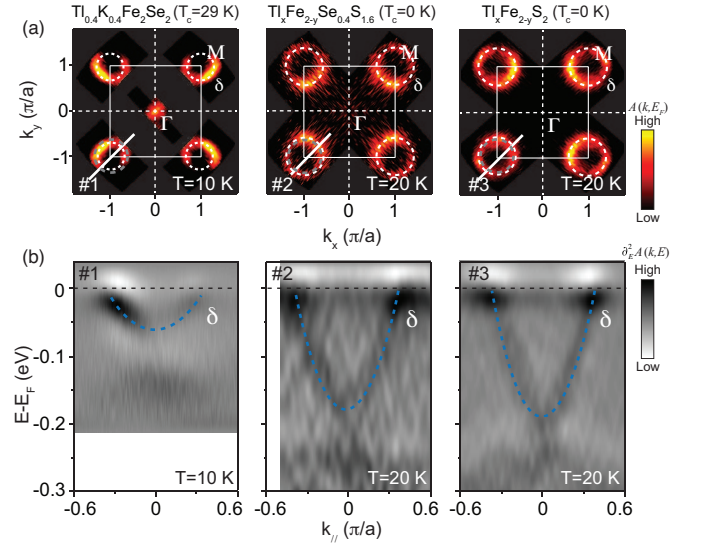 Tl0.4K0.4Fe2Se2 (Tc=29 K) TlxFe2-ySe0.4S1.6 (Tc=0 K) TlxFe2-yS2 (Tc=0 K)
(a)
M M M
δ δ δ
1
0
-1
ky (π/a)
Γ Γ Γ
#1 T=10 K #2 T=20 K #3 T=20 K
-1 0 1 -1 0 1 -1 0 1
kx (π/a)
A(k,EF)
High
Low
(b)
#1 #2 #3
δ δ δ
0
-0.1
-0.2
-0.3
E-EF (eV)
T=10 K T=20 K T=20 K
-0.6 0 0.6 -0.6 0 0.6 -0.6 0 0.6
k// (π/a)
∂²E A(k,E)
High
Low